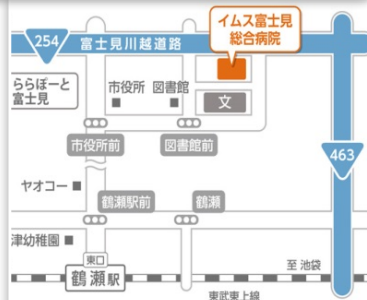 イムス富士見
総合病院
254
富士見川越道路
ららぽーと
富士見
市役所
図書館
文
市役所前
図書館前
463
ヤオコー
鶴瀬駅前
鶴瀬
津幼稚園
東口
鶴瀬駅
至 池袋
東武東上線